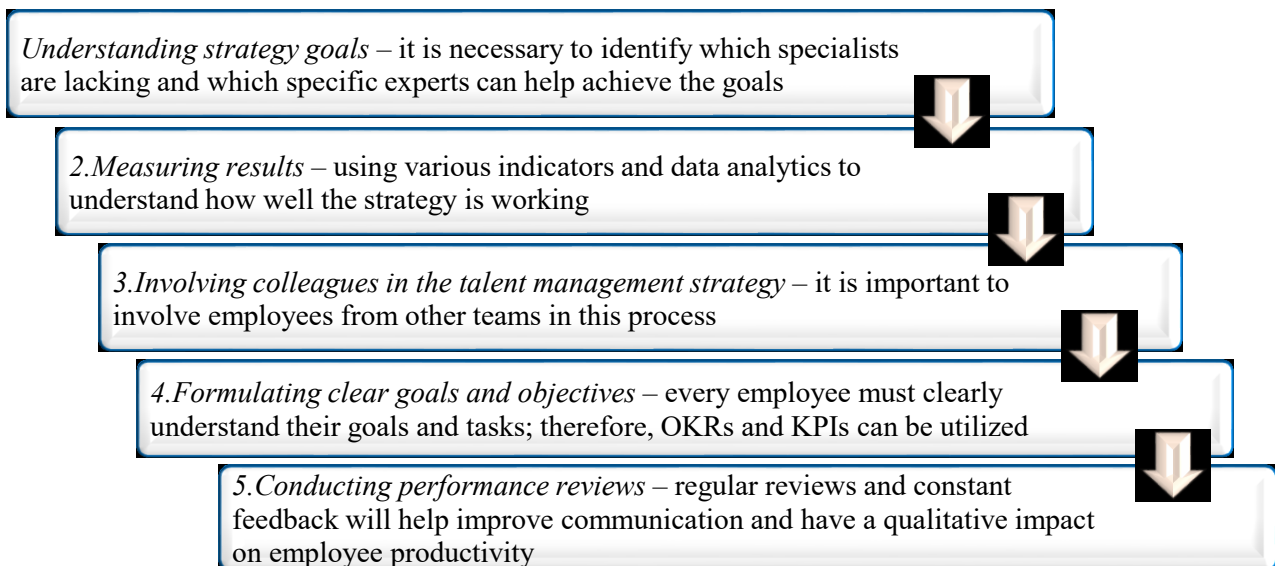 Understanding strategy goals – it is necessary to identify which specialists
are lacking and which specific experts can help achieve the goals
2.Measuring results – using various indicators and data analytics to
understand how well the strategy is working
3.Involving colleagues in the talent management strategy – it is important to
involve employees from other teams in this process
4.Formulating clear goals and objectives – every employee must clearly
understand their goals and tasks; therefore, OKRs and KPIs can be utilized
5.Conducting performance reviews – regular reviews and constant
feedback will help improve communication and have a qualitative impact
on employee productivity